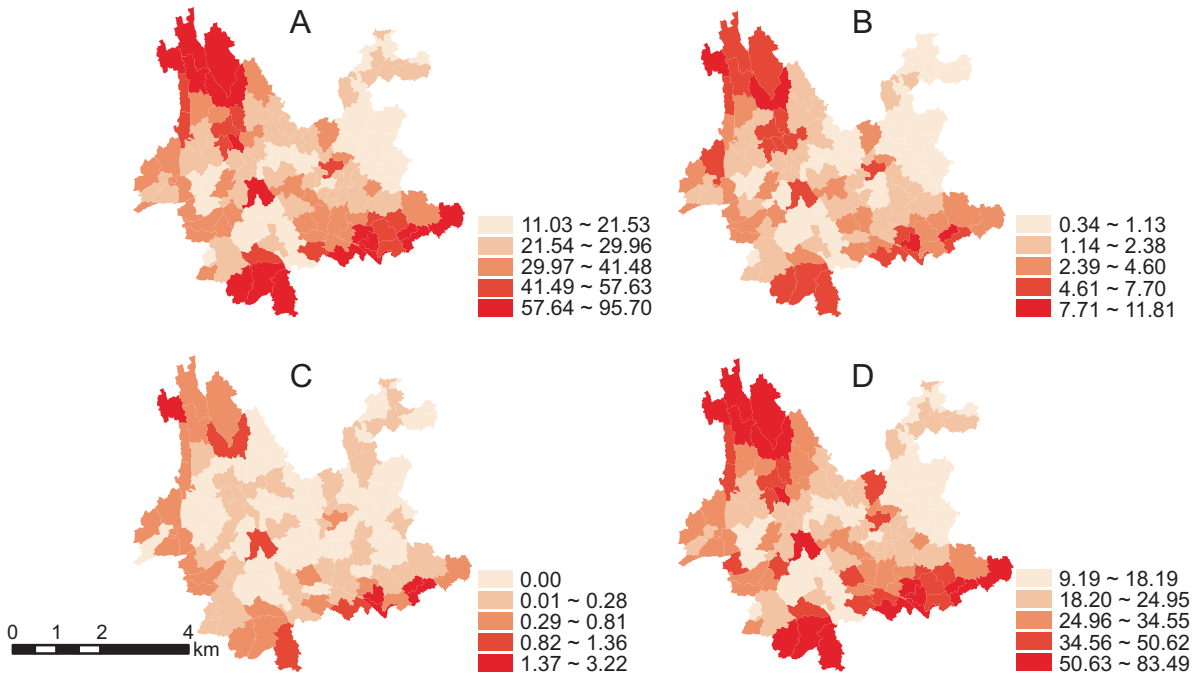 A
B
11.03 ~ 21.53
21.54 ~ 29.96
29.97 ~ 41.48
41.49 ~ 57.63
57.64 ~ 95.70
0.34 ~ 1.13
1.14 ~ 2.38
2.39 ~ 4.60
4.61 ~ 7.70
7.71 ~ 11.81
C
D
0.00
0.01 ~ 0.28
0.29 ~ 0.81
0.82 ~ 1.36
1.37 ~ 3.22
9.19 ~ 18.19
18.20 ~ 24.95
24.96 ~ 34.55
34.56 ~ 50.62
50.63 ~ 83.49
0 1 2 4
km